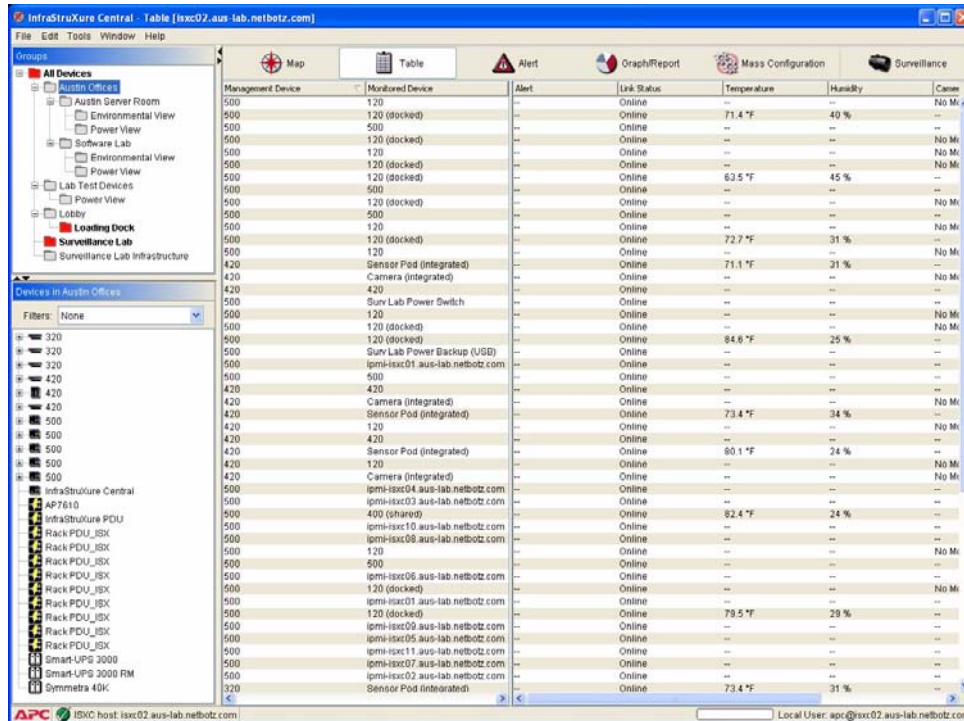 InfraStruXure Central - Table [isxc02.aus-lab.netbotz.com]
File Edit Tools Window Help
Groups
All Devices
Austin Offices
Austin Server Room
Environmental View
Power View
Software Lab
Environmental View
Power View
Lab Test Devices
Power View
Lobby
Loading Dock
Surveillance Lab
Surveillance Lab Infrastructure
Devices in Austin Offices
Filters: None
320
320
320
420
420
420
500
500
500
500
500
InfraStruXure Central
AP7610
InfraStruXure PDU
Rack PDU_ISX
Rack PDU_ISX
Rack PDU_ISX
Rack PDU_ISX
Rack PDU_ISX
Rack PDU_ISX
Rack PDU_ISX
Rack PDU_ISX
Rack PDU_ISX
Smart-UPS 3000
Smart-UPS 3000 RM
Symmetra 40K
Map Table Alert Graph/Report Mass Configuration Surveillance
Management Device Monitored Device Alert Link Status Temperature Humidity Camer
500 120 -- Online -- -- No Mo
500 120 (docked) -- Online 71.4 °F 40 % --
500 500 -- Online -- -- --
500 120 (docked) -- Online -- -- No Mo
500 120 -- Online -- -- No Mo
500 120 (docked) -- Online -- -- No Mo
500 120 (docked) -- Online 63.5 °F 45 % --
500 500 -- Online -- -- --
500 120 (docked) -- Online -- -- No Mo
500 500 -- Online -- -- --
500 120 -- Online -- -- No Mo
500 120 (docked) -- Online 72.7 °F 31 % --
500 120 -- Online -- -- No Mo
420 Sensor Pod (integrated) -- Online 71.1 °F 31 % --
420 Camera (integrated) -- Online -- -- No Mo
420 420 -- Online -- -- --
500 Surv Lab Power Switch -- Online -- -- --
500 120 -- Online -- -- No Mo
500 120 (docked) -- Online -- -- No Mo
500 120 (docked) -- Online 84.6 °F 25 % --
500 Surv Lab Power Backup (USB) -- Online -- -- --
500 ipmi-isxc01.aus-lab.netbotz.com -- Online -- -- --
500 500 -- Online -- -- --
420 420 -- Online -- -- --
420 Camera (integrated) -- Online -- -- No Mo
420 Sensor Pod (integrated) -- Online 73.4 °F 34 % --
420 120 -- Online -- -- No Mo
420 420 -- Online -- -- --
420 Sensor Pod (integrated) -- Online 80.1 °F 24 % --
420 120 -- Online -- -- No Mo
420 Camera (integrated) -- Online -- -- No Mo
500 ipmi-isxc04.aus-lab.netbotz.com -- Online -- -- --
500 ipmi-isxc03.aus-lab.netbotz.com -- Online -- -- --
500 400 (shared) -- Online 82.4 °F 24 % --
500 ipmi-isxc10.aus-lab.netbotz.com -- Online -- -- --
500 ipmi-isxc08.aus-lab.netbotz.com -- Online -- -- --
500 120 -- Online -- -- No Mo
500 500 -- Online -- -- --
500 ipmi-isxc06.aus-lab.netbotz.com -- Online -- -- --
500 120 (docked) -- Online -- -- No Mo
500 ipmi-isxc01.aus-lab.netbotz.com -- Online -- -- --
500 120 (docked) -- Online 79.5 °F 29 % --
500 ipmi-isxc09.aus-lab.netbotz.com -- Online -- -- --
500 ipmi-isxc05.aus-lab.netbotz.com -- Online -- -- --
500 ipmi-isxc11.aus-lab.netbotz.com -- Online -- -- --
500 ipmi-isxc07.aus-lab.netbotz.com -- Online -- -- --
500 ipmi-isxc02.aus-lab.netbotz.com -- Online -- -- --
320 Sensor Pod (integrated) -- Online 73.4 °F 31 % --
APC ISXC host: isxc02.aus-lab.netbotz.com Local User: apc@isxc02.aus-lab.netbotz.com